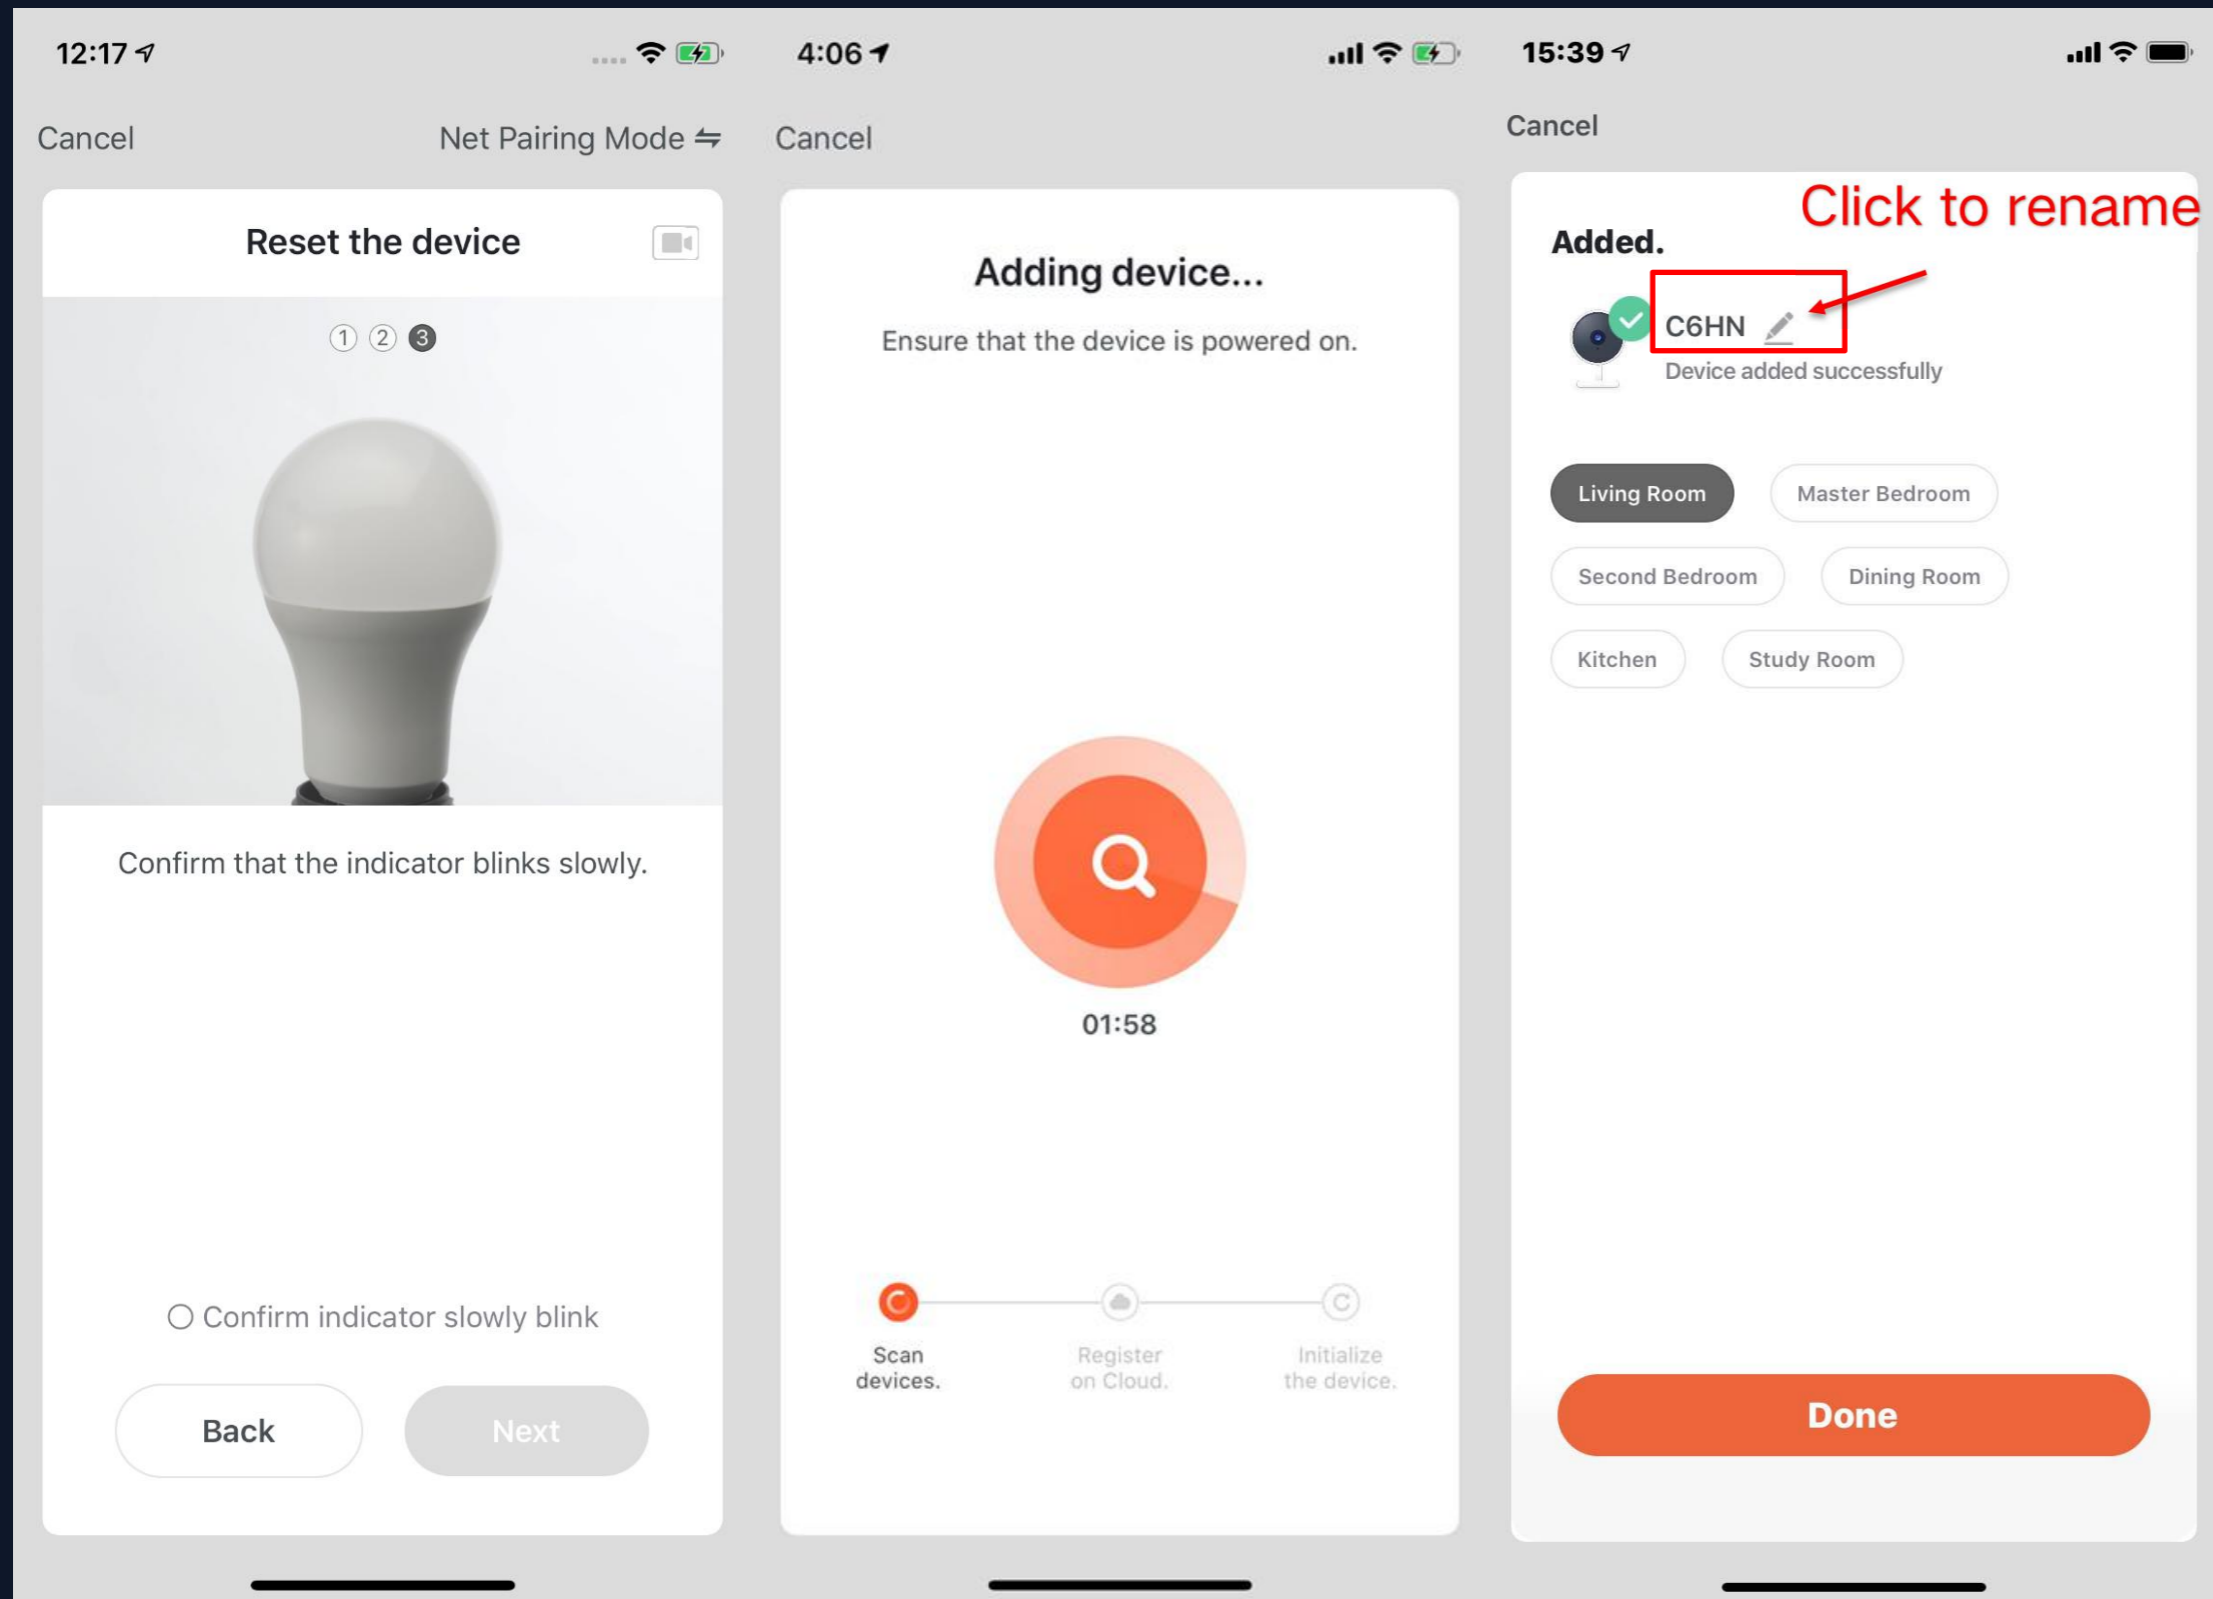 12:17
Cancel
Net Pairing Mode
Reset the device
1 2 3
Confirm that the indicator blinks slowly.
Confirm indicator slowly blink
Back
Next
4:06
Cancel
Adding device...
Ensure that the device is powered on.
01:58
Scan
devices.
Register
on Cloud.
Initialize
the device.
15:39
Cancel
Click to rename
Added.
C6HN
Device added successfully
Living Room
Master Bedroom
Second Bedroom
Dining Room
Kitchen
Study Room
Done